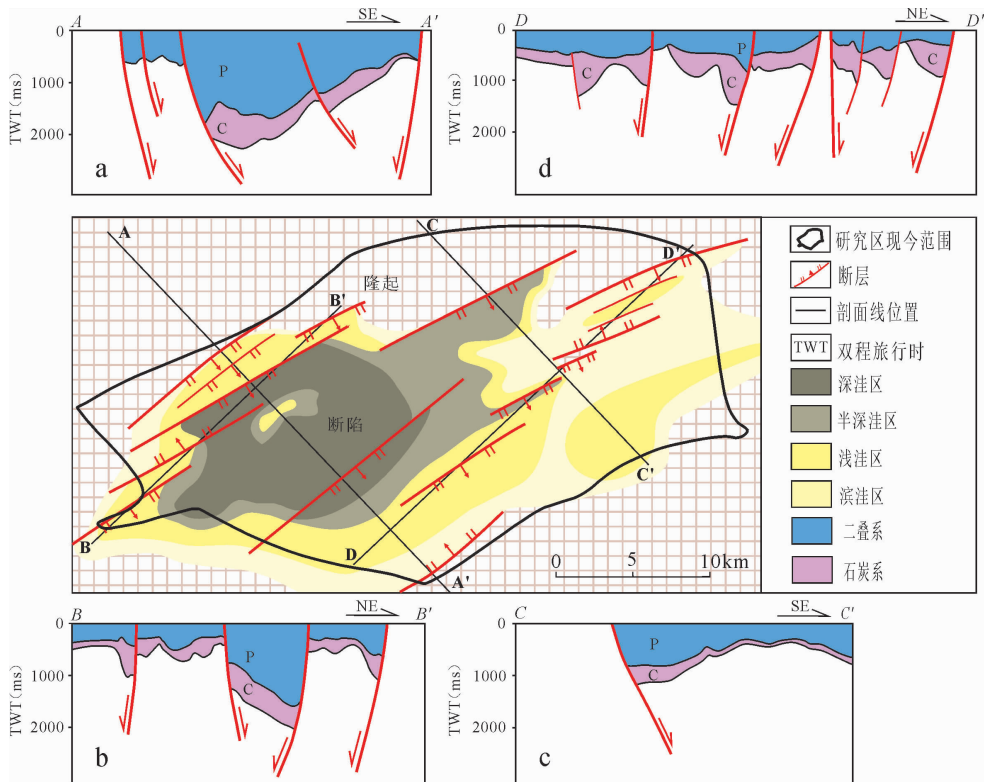 A SE A'
0
1000
2000
TWT(ms)
P
C
a
D NE D'
0
1000
2000
TWT(ms)
C
P
C
C
d
A
C
D'
B'
隆起
断陷
B
D
C'
A'
0 5 10km
研究区现今范围
断层
剖面线位置
TWT 双程旅行时
深洼区
半深洼区
浅洼区
滨洼区
二叠系
石炭系
B NE B'
0
1000
2000
TWT(ms)
P
C
b
C SE C'
0
1000
2000
TWT(ms)
P
C
c